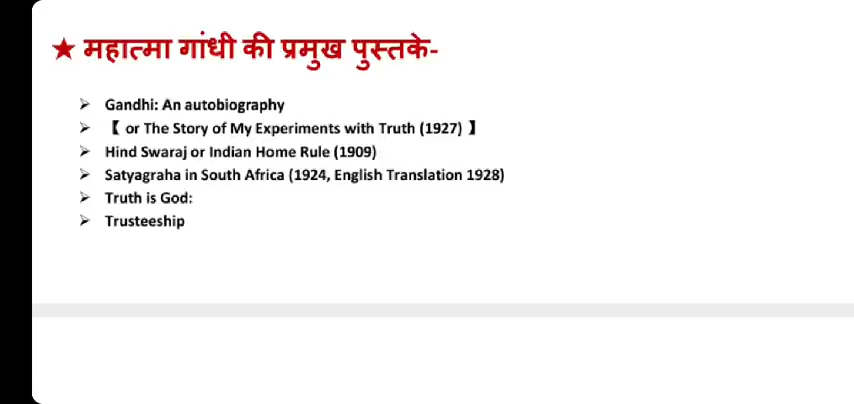 ★ महात्मा गांधी की प्रमुख पुस्तके-
➢ Gandhi: An autobiography
➢ 【 or The Story of My Experiments with Truth (1927) 】
➢ Hind Swaraj or Indian Home Rule (1909)
➢ Satyagraha in South Africa (1924, English Translation 1928)
➢ Truth is God:
➢ Trusteeship